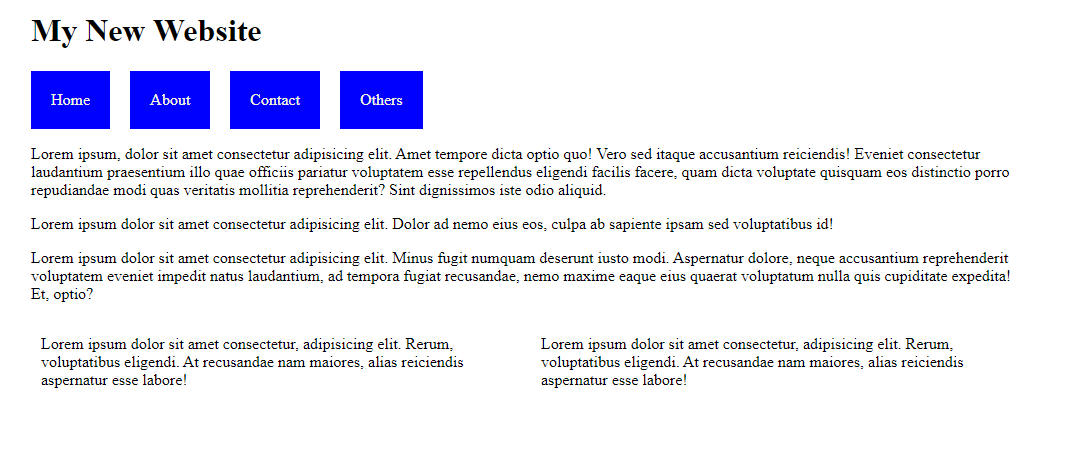 My New Website
Home About Contact Others
Lorem ipsum, dolor sit amet consectetur adipisicing elit. Amet tempore dicta optio quo! Vero sed itaque accusantium reiciendis! Eveniet consectetur
laudantium praesentium illo quae officiis pariatur voluptatem esse repellendus eligendi facilis facere, quam dicta voluptate quisquam eos distinctio porro
repudiandae modi quas veritatis mollitia reprehenderit? Sint dignissimos iste odio aliquid.
Lorem ipsum dolor sit amet consectetur adipisicing elit. Dolor ad nemo eius eos, culpa ab sapiente ipsam sed voluptatibus id!
Lorem ipsum dolor sit amet consectetur adipisicing elit. Minus fugit numquam deserunt iusto modi. Aspernatur dolore, neque accusantium reprehenderit
voluptatem eveniet impedit natus laudantium, ad tempora fugiat recusandae, nemo maxime eaque eius quaerat voluptatum nulla quis cupiditate expedita!
Et, optio?
Lorem ipsum dolor sit amet consectetur, adipisicing elit. Rerum,
voluptatibus eligendi. At recusandae nam maiores, alias reiciendis
aspernatur esse labore!
Lorem ipsum dolor sit amet consectetur, adipisicing elit. Rerum,
voluptatibus eligendi. At recusandae nam maiores, alias reiciendis
aspernatur esse labore!